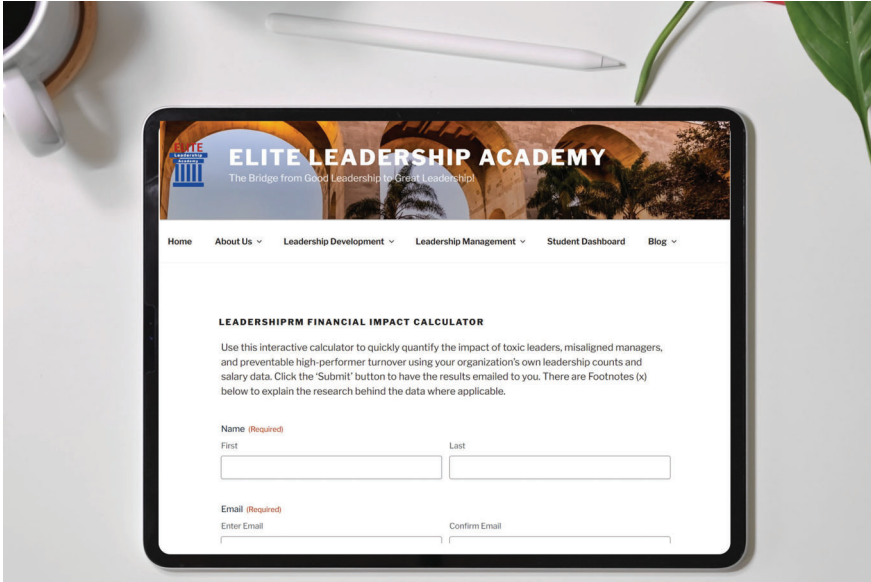 ELITE
Leadership
Academy
ELITE LEADERSHIP ACADEMY
The Bridge from Good Leadership to Great Leadership!
Home About Us Leadership Development Leadership Management Student Dashboard Blog
LEADERSHIPRM FINANCIAL IMPACT CALCULATOR
Use this interactive calculator to quickly quantify the impact of toxic leaders, misaligned managers,
and preventable high-performer turnover using your organization's own leadership counts and
salary data. Click the 'Submit' button to have the results emailed to you. There are Footnotes (x)
below to explain the research behind the data where applicable.
Name (Required)
First Last
Email (Required)
Enter Email Confirm Email